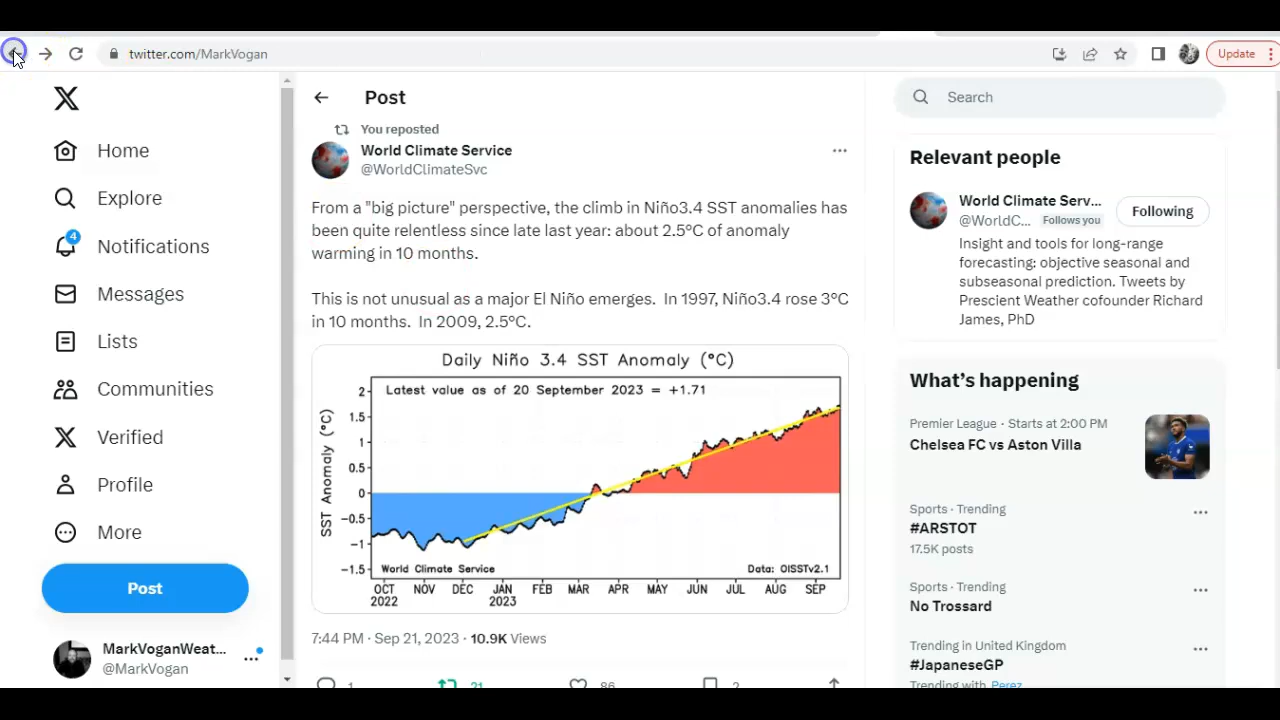 twitter.com/MarkVogan
Update
X
Home
Explore
4
Notifications
Messages
Lists
Communities
Verified
Profile
More
Post
MarkVoganWeat...
@MarkVogan
Post
You reposted
World Climate Service
@WorldClimateSvc
From a "big picture" perspective, the climb in Niño3.4 SST anomalies has
been quite relentless since late last year: about 2.5ºC of anomaly
warming in 10 months.
This is not unusual as a major El Niño emerges. In 1997, Niño3.4 rose 3ºC
in 10 months. In 2009, 2.5ºC.
Daily Niño 3.4 SST Anomaly (°C)
Latest value as of 20 September 2023 = +1.71
SST Anomaly (°C)
2
1.5
1
0.5
0
−0.5
−1
−1.5
World Climate Service
Data: OISSTv2.1
OCT NOV DEC JAN FEB MAR APR MAY JUN JUL AUG SEP
2022 2023
7:44 PM · Sep 21, 2023 · 10.9K Views
1 21 86 2
Search
Relevant people
World Climate Serv...
@WorldC... Follows you
Following
Insight and tools for long-range
forecasting: objective seasonal and
subseasonal prediction. Tweets by
Prescient Weather cofounder Richard
James, PhD
What's happening
Premier League · Starts at 2:00 PM
Chelsea FC vs Aston Villa
Sports · Trending
#ARSTOT
17.5K posts
Sports · Trending
No Trossard
Trending in United Kingdom
#JapaneseGP
Trending with Perez